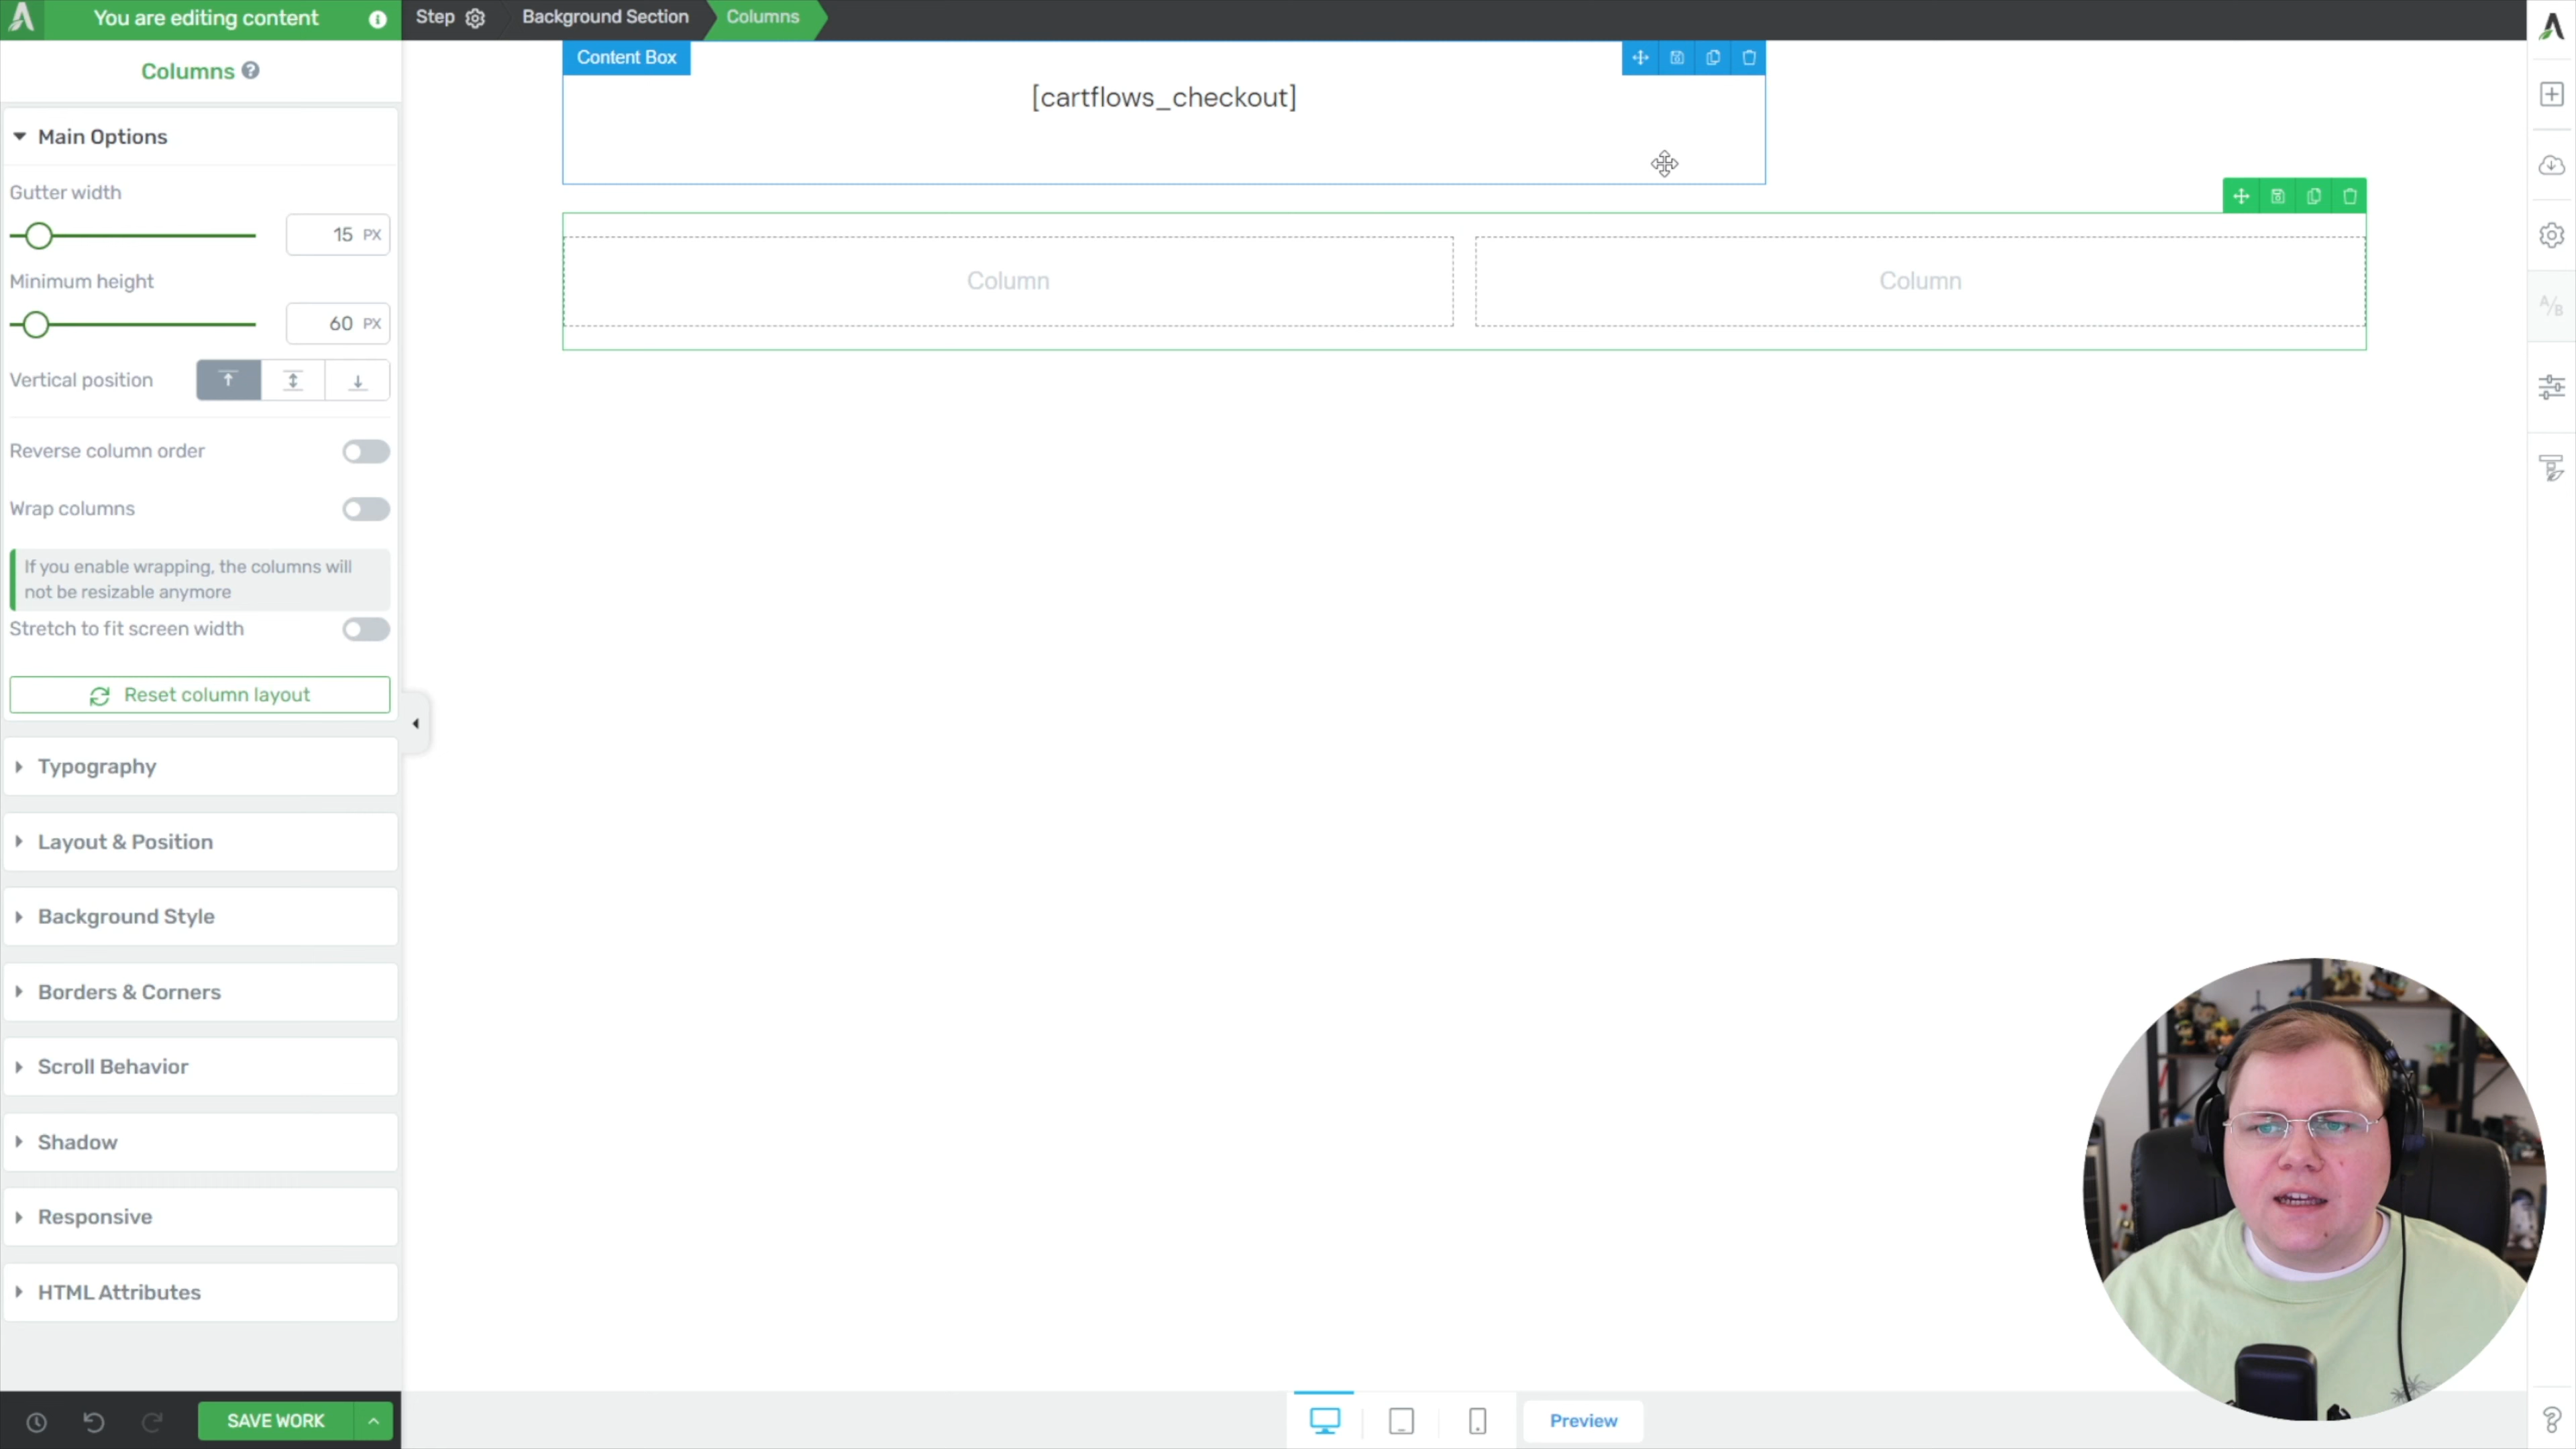 You are editing content
Step
Background Section
Columns
Columns
Main Options
Gutter width
15 PX
Minimum height
60 PX
Vertical position
Reverse column order
Wrap columns
If you enable wrapping, the columns will
not be resizable anymore
Stretch to fit screen width
Reset column layout
Typography
Layout & Position
Background Style
Borders & Corners
Scroll Behavior
Shadow
Responsive
HTML Attributes
SAVE WORK
Content Box
[cartflows_checkout]
Column
Column
A/B
Preview